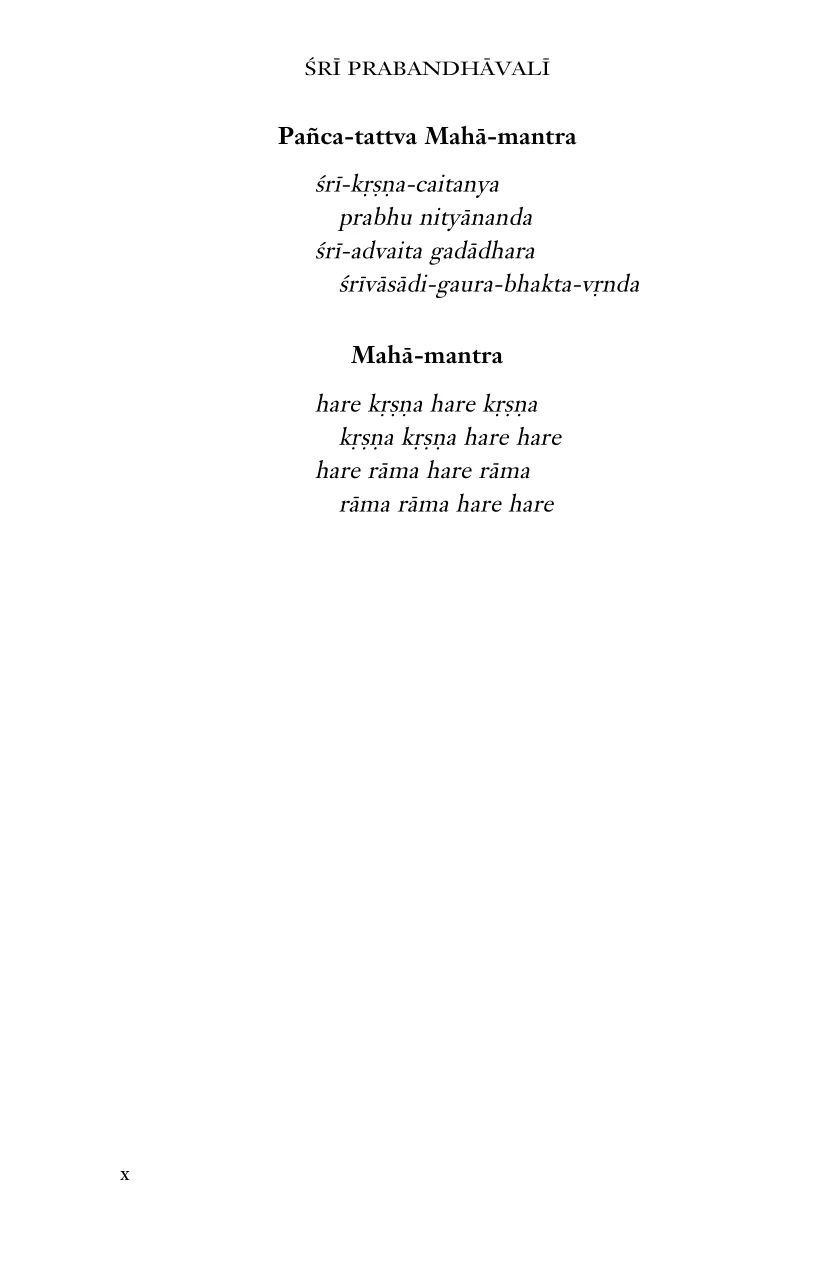 ŚRĪ PRABANDHĀVALĪ
Pañca-tattva Mahā-mantra
śrī-kṛṣṇa-caitanya
prabhu nityānanda
śrī-advaita gadādhara
śrīvāsādi-gaura-bhakta-vṛnda
Mahā-mantra
hare kṛṣṇa hare kṛṣṇa
kṛṣṇa kṛṣṇa hare hare
hare rāma hare rāma
rāma rāma hare hare
x